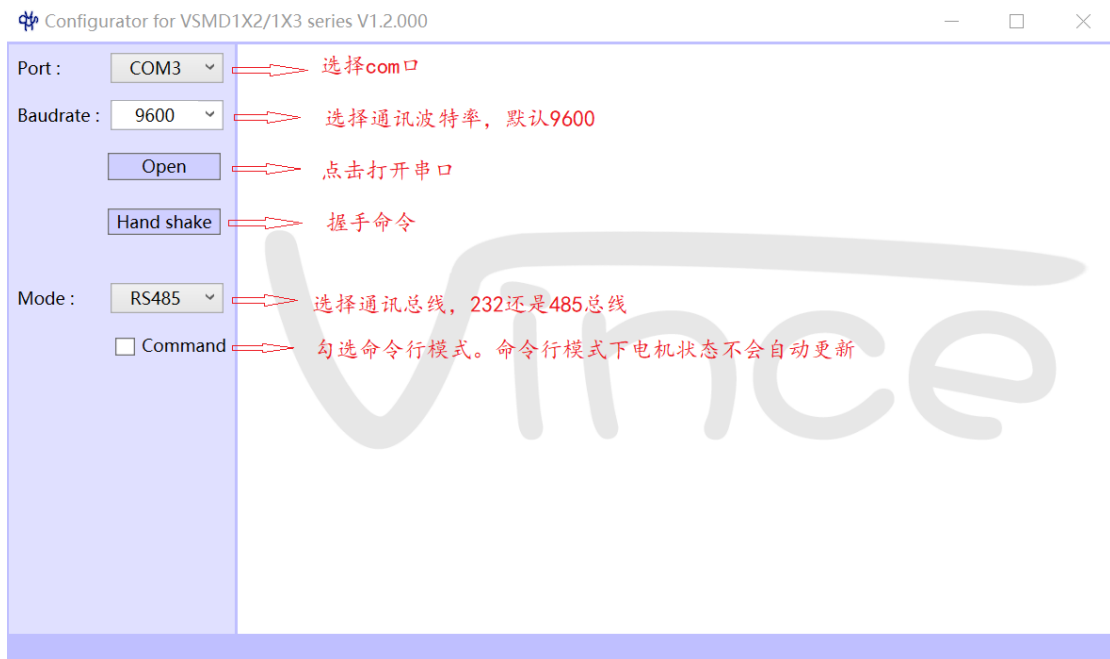 Configurator for VSMD1X2/1X3 series V1.2.000
Port : COM3 选择com口
Baudrate : 9600 选择通讯波特率，默认9600
Open 点击打开串口
Hand shake 握手命令
Mode : RS485 选择通讯总线，232还是485总线
Command 勾选命令行模式。命令行模式下电机状态不会自动更新
Vince